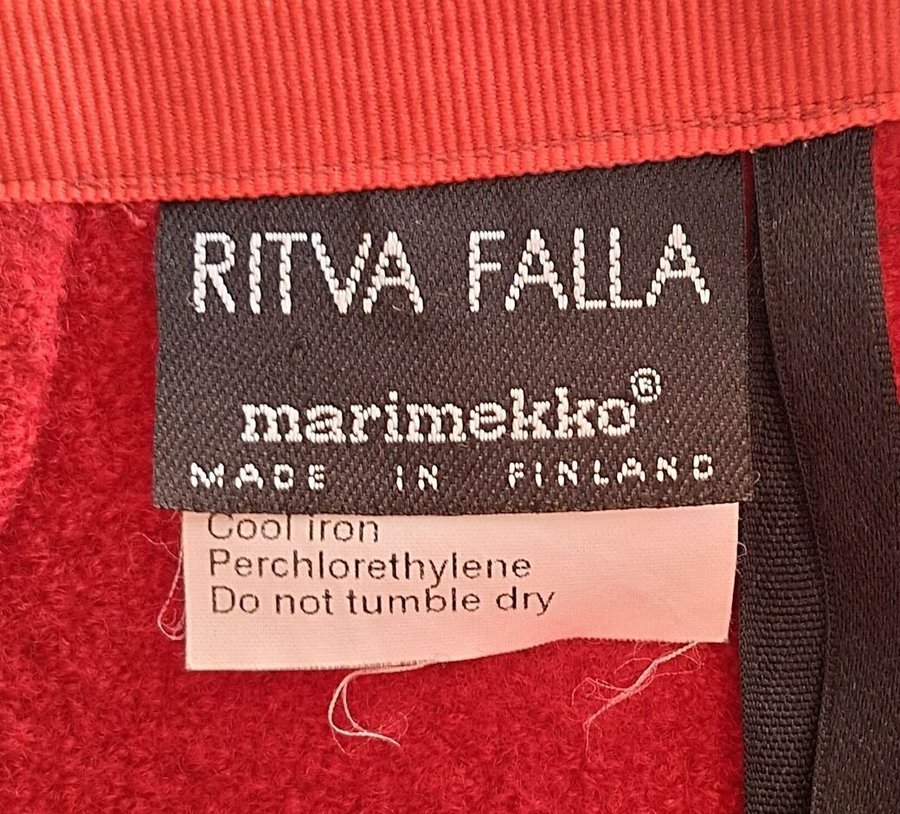 RITVA FALLA
marimekko®
MADE IN FINLAND
Cool iron
Perchlorethylene
Do not tumble dry